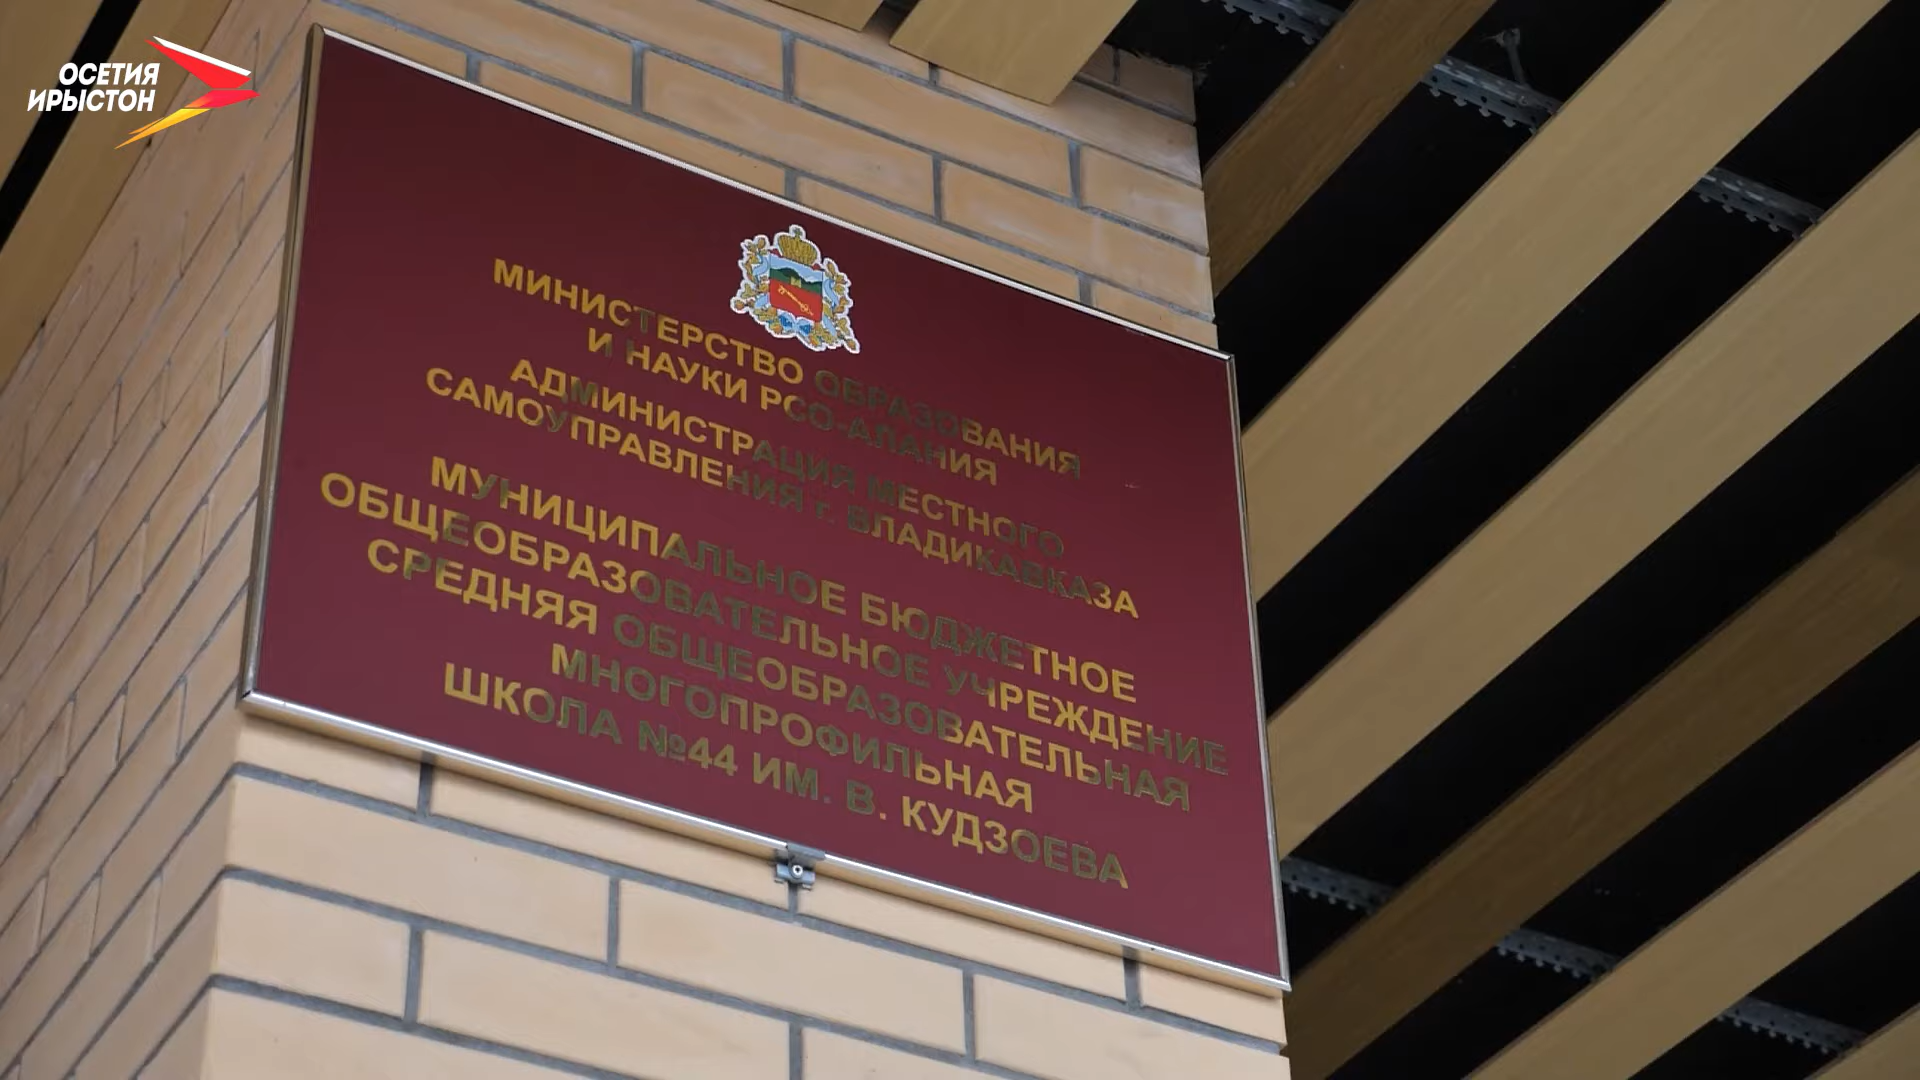 ОСЕТИЯ
ИРЫСТОН
МИНИСТЕРСТВО ОБРАЗОВАНИЯ
И НАУКИ РСО-АЛАНИЯ
АДМИНИСТРАЦИЯ МЕСТНОГО
САМОУПРАВЛЕНИЯ г. ВЛАДИКАВКАЗА
МУНИЦИПАЛЬНОЕ БЮДЖЕТНОЕ
ОБЩЕОБРАЗОВАТЕЛЬНОЕ УЧРЕЖДЕНИЕ
СРЕДНЯЯ ОБЩЕОБРАЗОВАТЕЛЬНАЯ
МНОГОПРОФИЛЬНАЯ
ШКОЛА №44 ИМ. В. КУДЗОЕВА